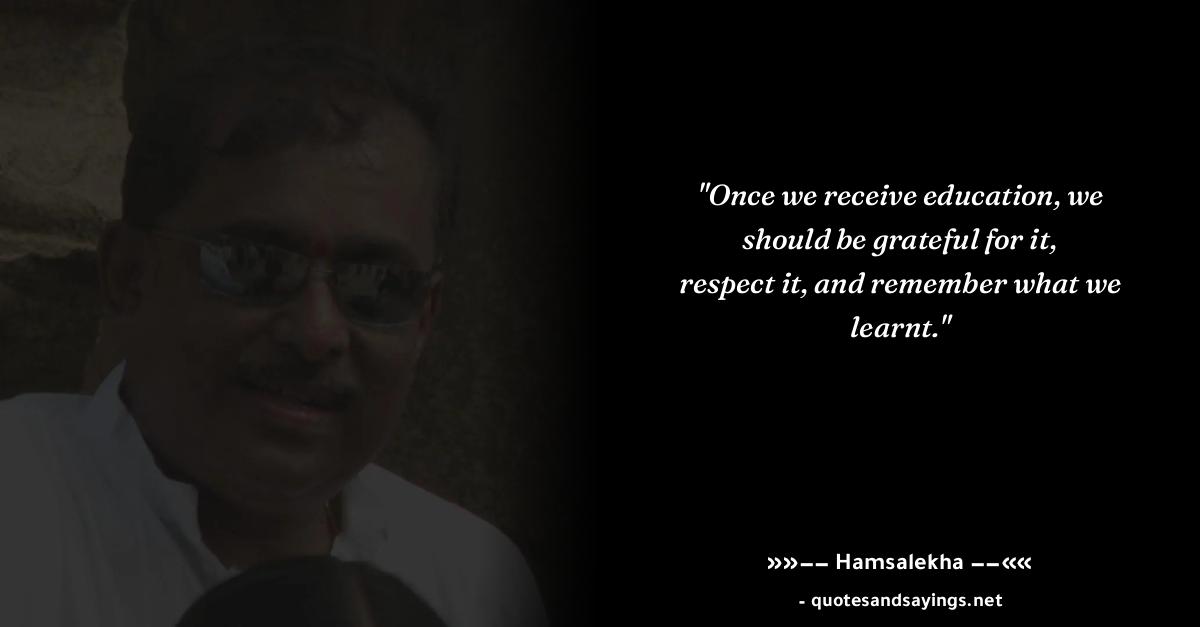 "Once we receive education, we
should be grateful for it,
respect it, and remember what we
learnt."
»»−− Hamsalekha −−««
- quotesandsayings.net